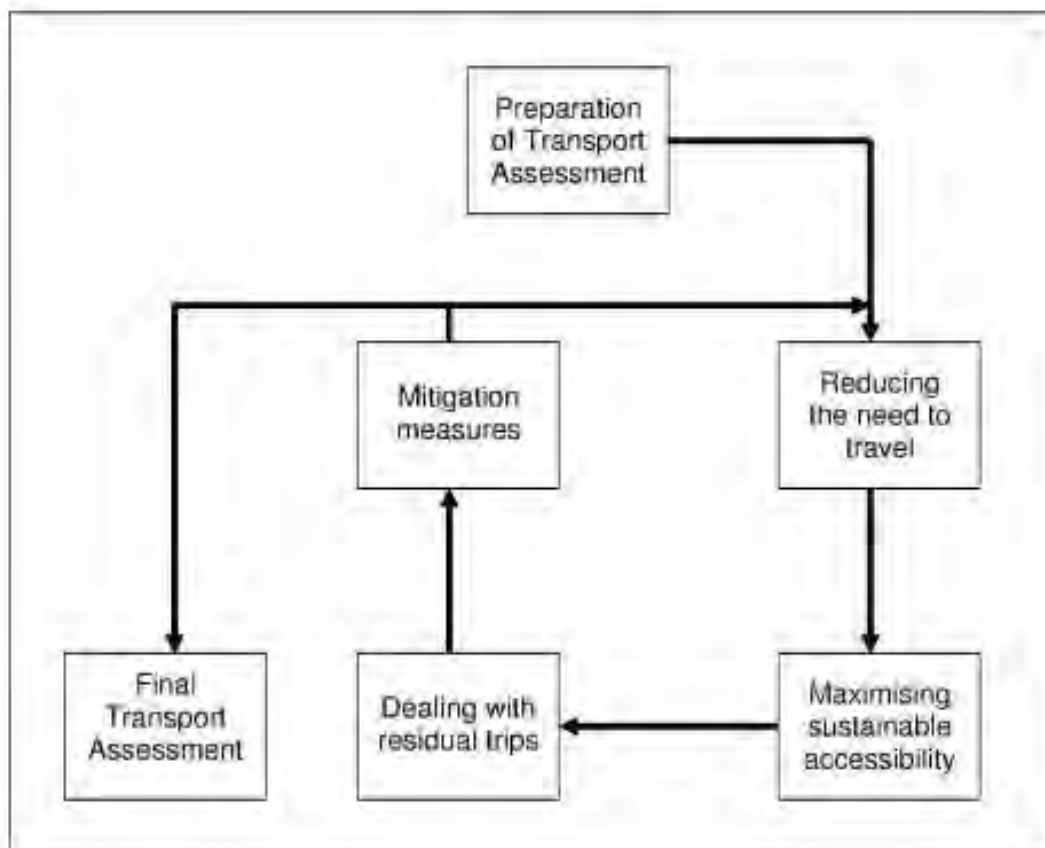 Preparation
of Transport
Assessment
Mitigation
measures
Reducing
the need to
travel
Final
Transport
Assessment
Dealing with
residual trips
Maximising
sustainable
accessibility